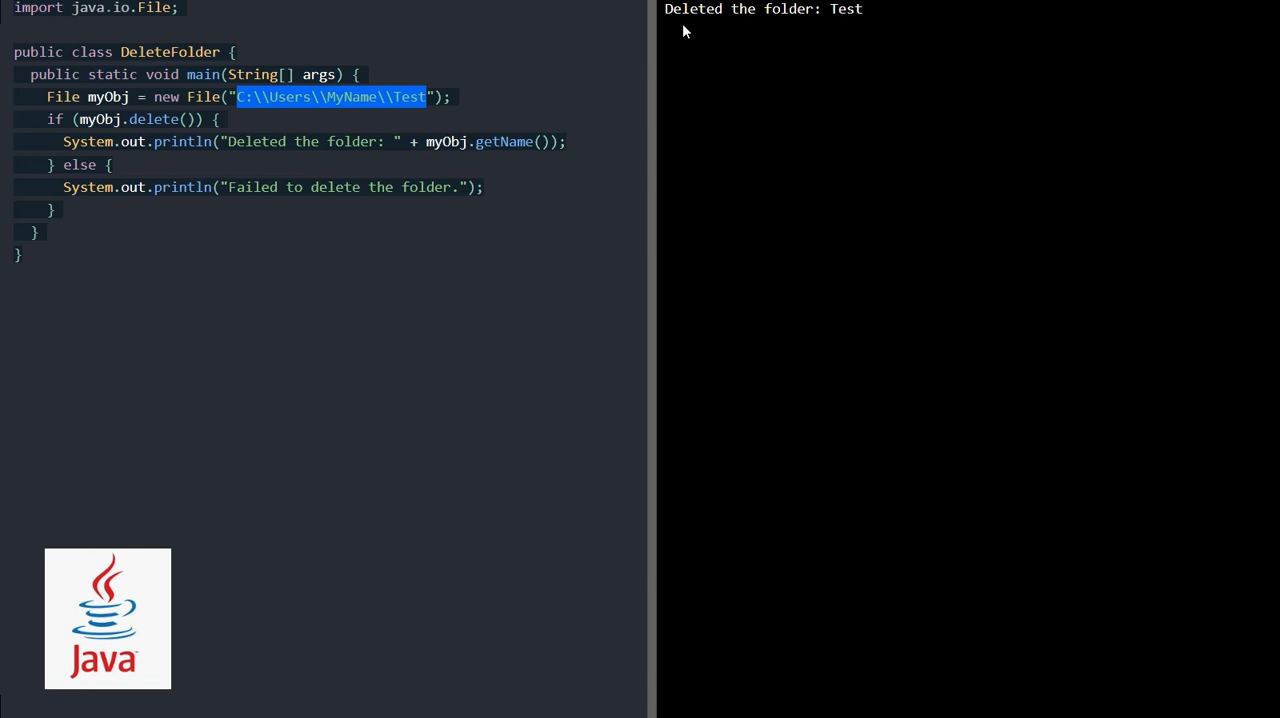 import java.io.File;
public class DeleteFolder {
  public static void main(String[] args) {
    File myObj = new File("C:\\Users\\MyName\\Test");
    if (myObj.delete()) {
      System.out.println("Deleted the folder: " + myObj.getName());
    } else {
      System.out.println("Failed to delete the folder.");
    }
  }
}
Deleted the folder: Test
Java